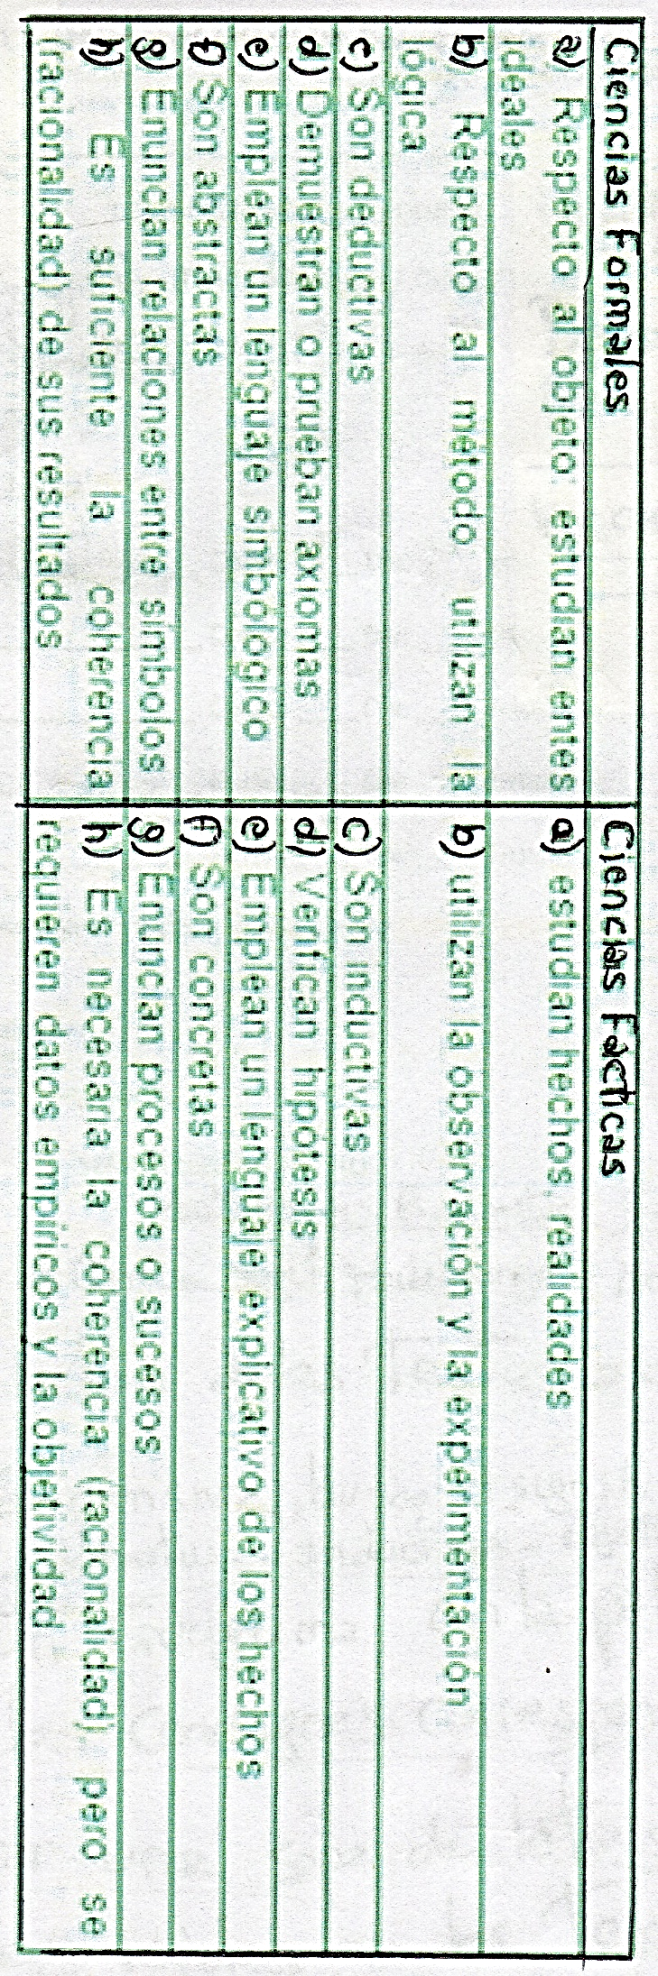 Ciencias Formales
a) Respecto al objeto: estudian entes
ideales
b) Respecto al método: utilizan la
lógica
c) Son deductivas
d) Demuestran o prueban axiomas
e) Emplean un lenguaje simbólogico
f) Son abstractas
g) Enuncian relaciones entre símbolos
h) Es suficiente la coherencia
(racionalidad) de sus resultados
Ciencias Facticas
a) estudian hechos, realidades
b) utilizan la observación y la experimentación
c) Son inductivas
d) Verifican hipótesis
e) Emplean un lenguaje explicativo de los hechos
f) Son concretas
g) Enuncian procesos o sucesos
h) Es necesaria la coherencia (racionalidad), pero se
requieren datos empíricos y la objetividad